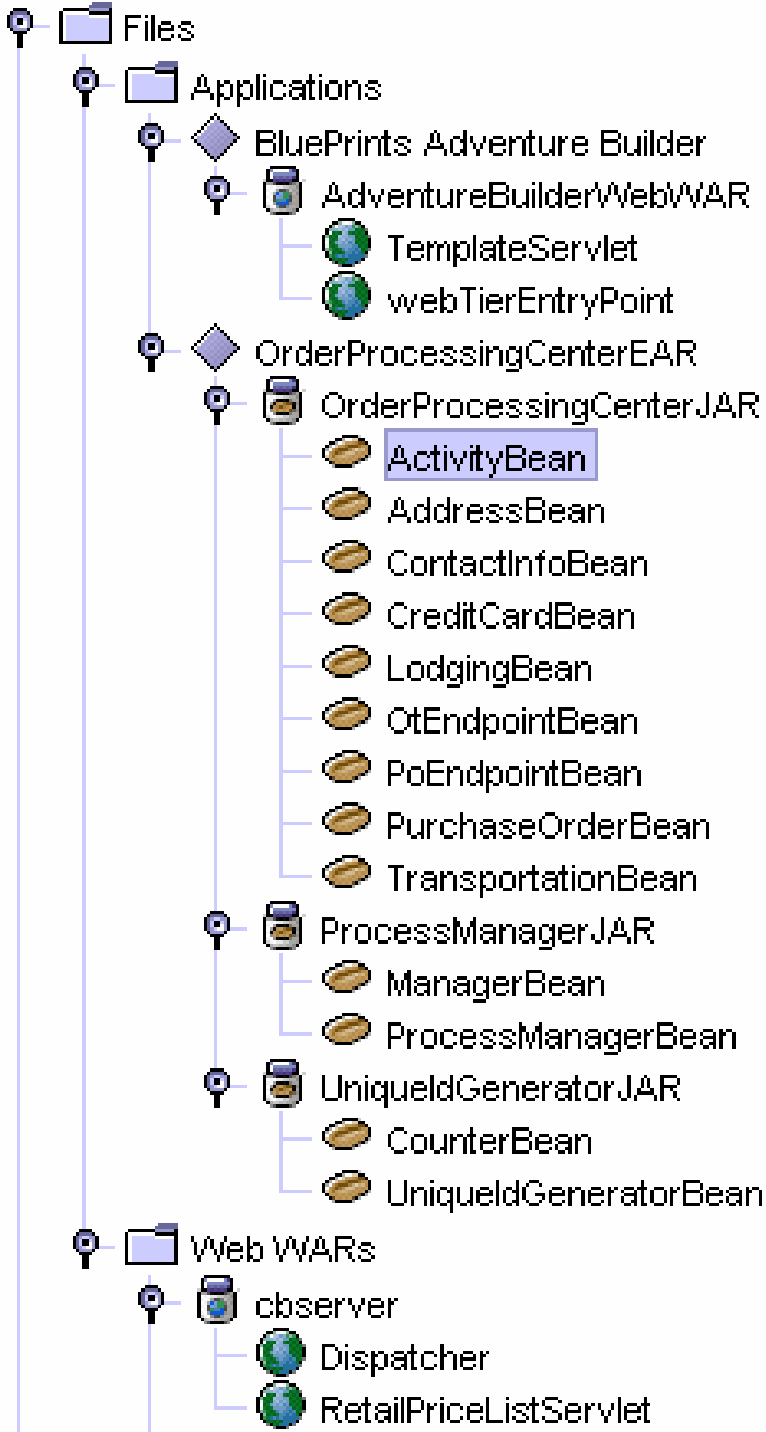 Files
Applications
BluePrints Adventure Builder
AdventureBuilderWebWAR
TemplateServlet
webTierEntryPoint
OrderProcessingCenterEAR
OrderProcessingCenterJAR
ActivityBean
AddressBean
ContactInfoBean
CreditCardBean
LodgingBean
OtEndpointBean
PoEndpointBean
PurchaseOrderBean
TransportationBean
ProcessManagerJAR
ManagerBean
ProcessManagerBean
UniqueIdGeneratorJAR
CounterBean
UniqueIdGeneratorBean
Web WARs
cbserver
Dispatcher
RetailPriceListServlet